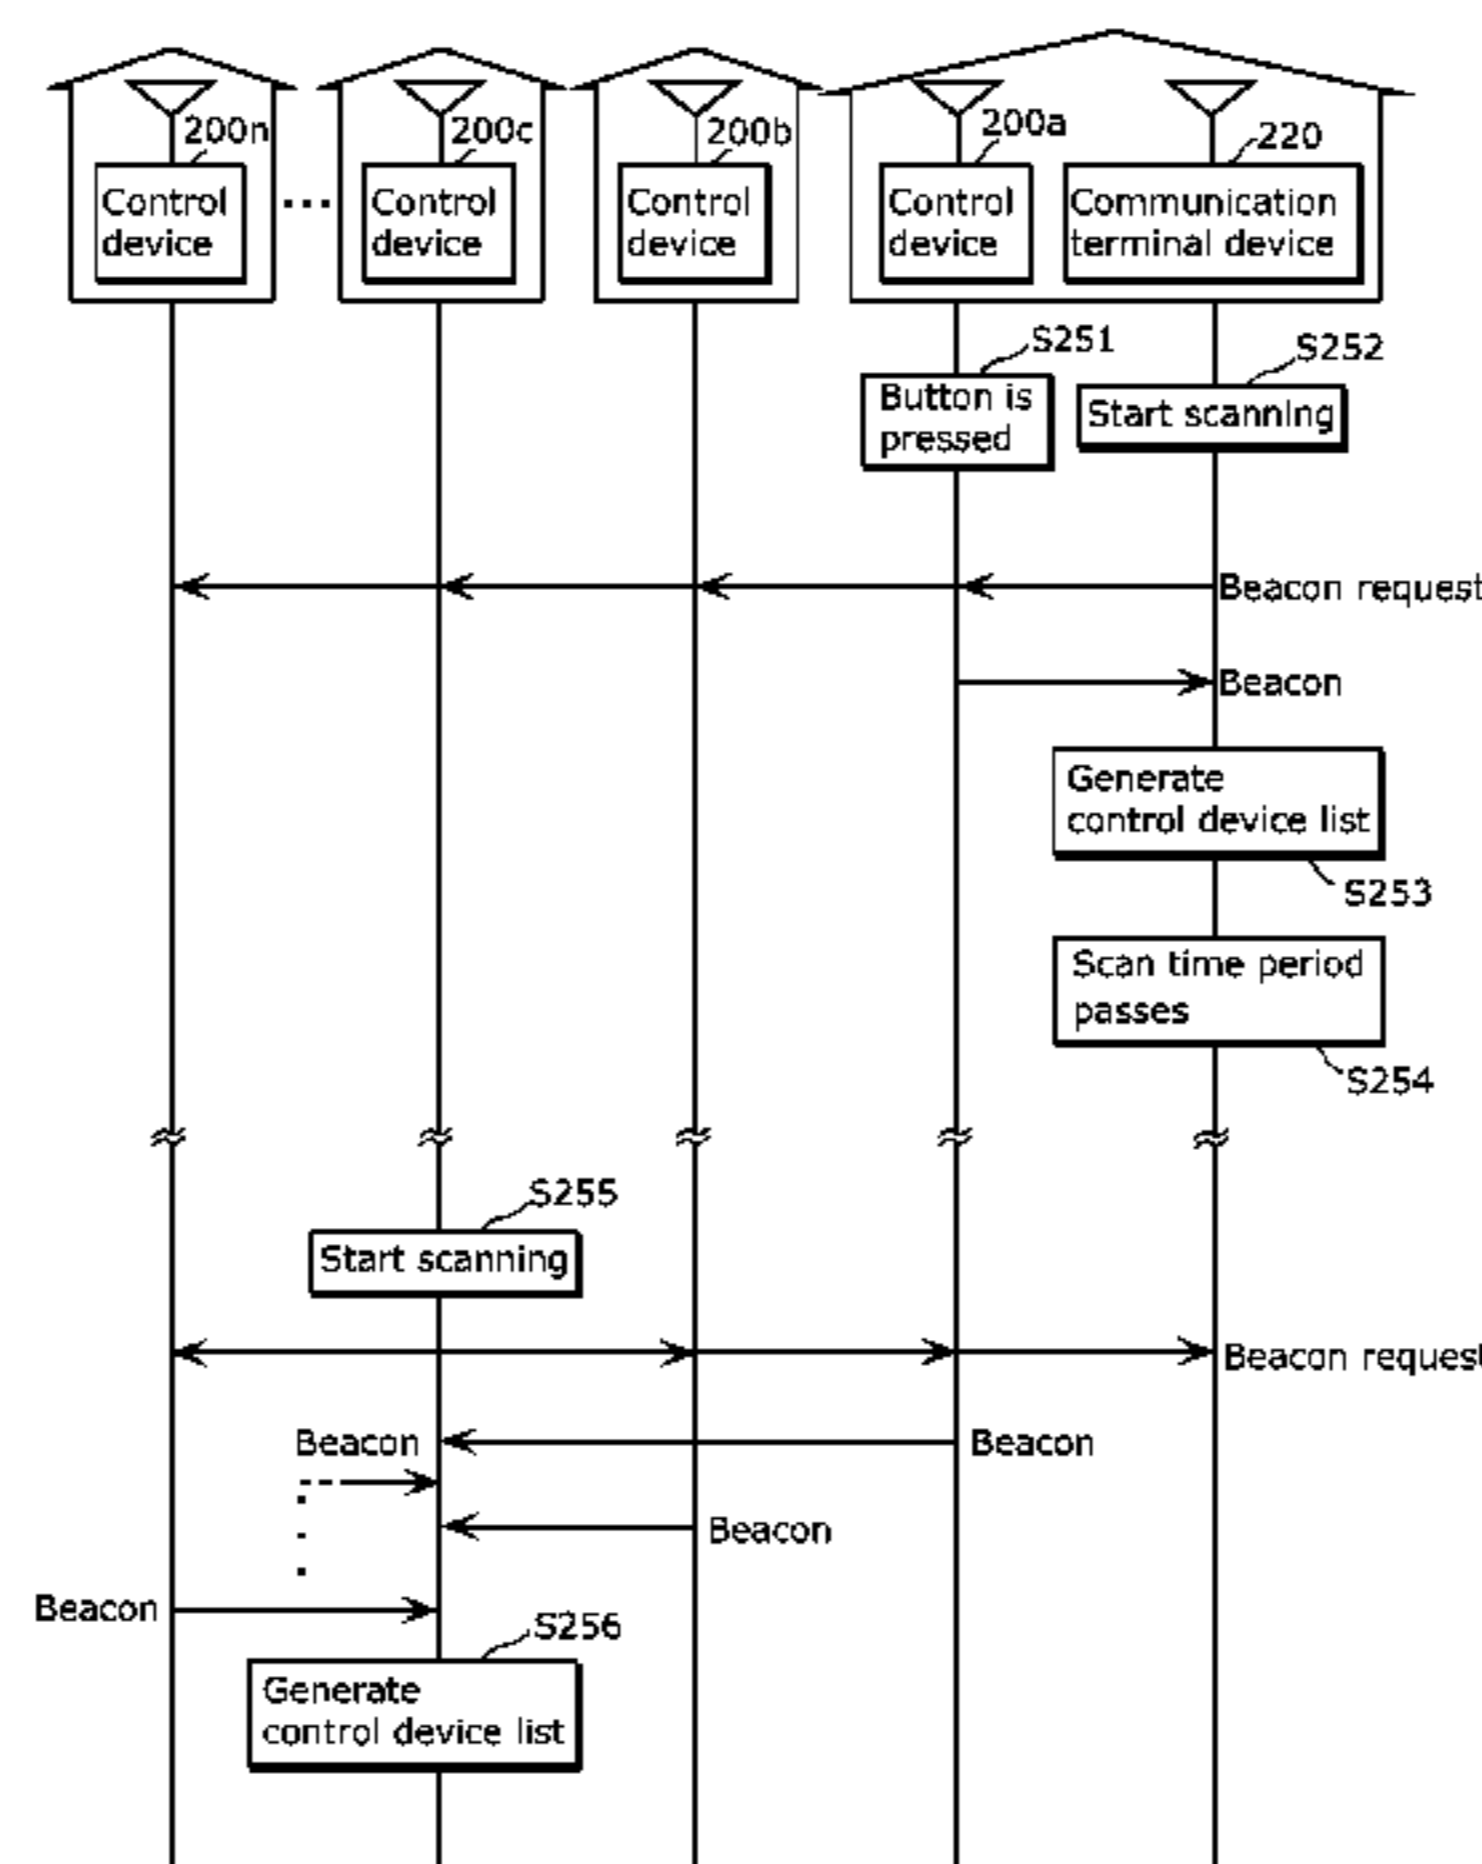 200n
200c
200b
200a
220
Control
device
...
Control
device
Control
device
Control
device
Communication
terminal device
S251
S252
Button is
pressed
Start scanning
Beacon request
Beacon
Generate
control device list
S253
Scan time period
passes
S254
S255
Start scanning
Beacon request
Beacon
Beacon
Beacon
Beacon
S256
Generate
control device list